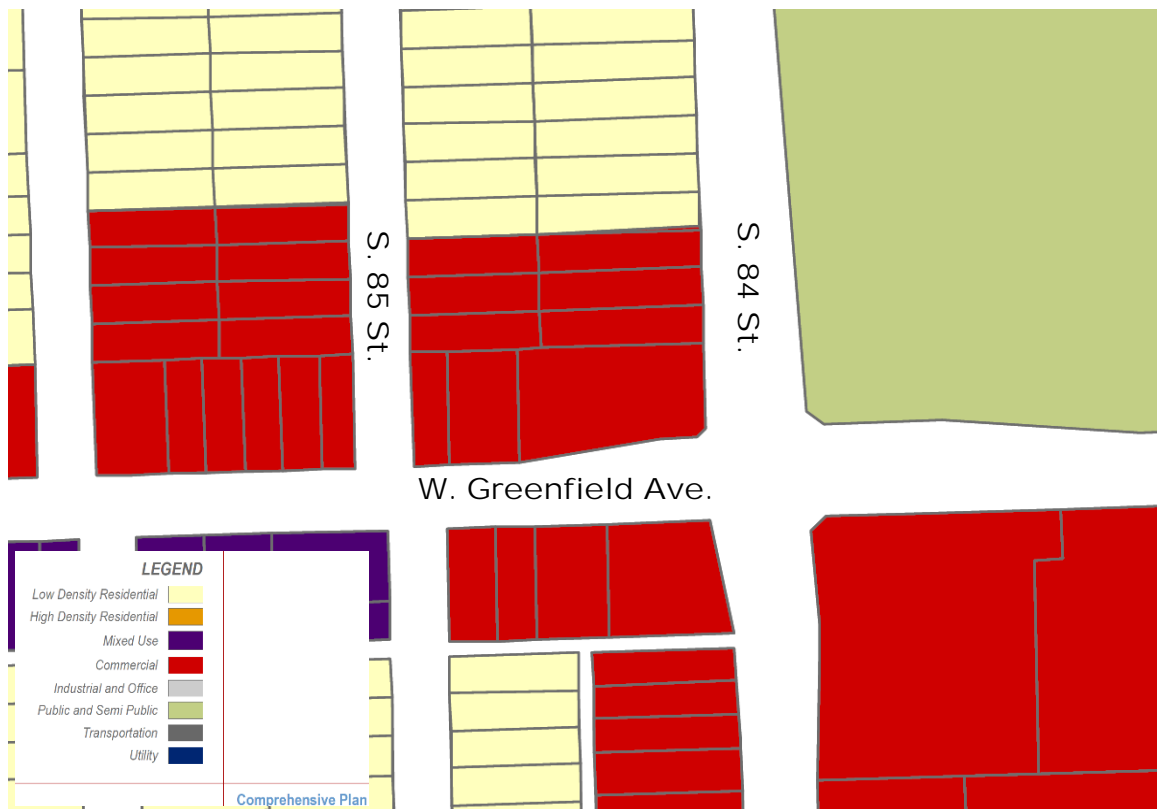 S. 85 St.
S. 84 St.
W. Greenfield Ave.
LEGEND
Low Density Residential
High Density Residential
Mixed Use
Commercial
Industrial and Office
Public and Semi Public
Transportation
Utility
Comprehensive Plan